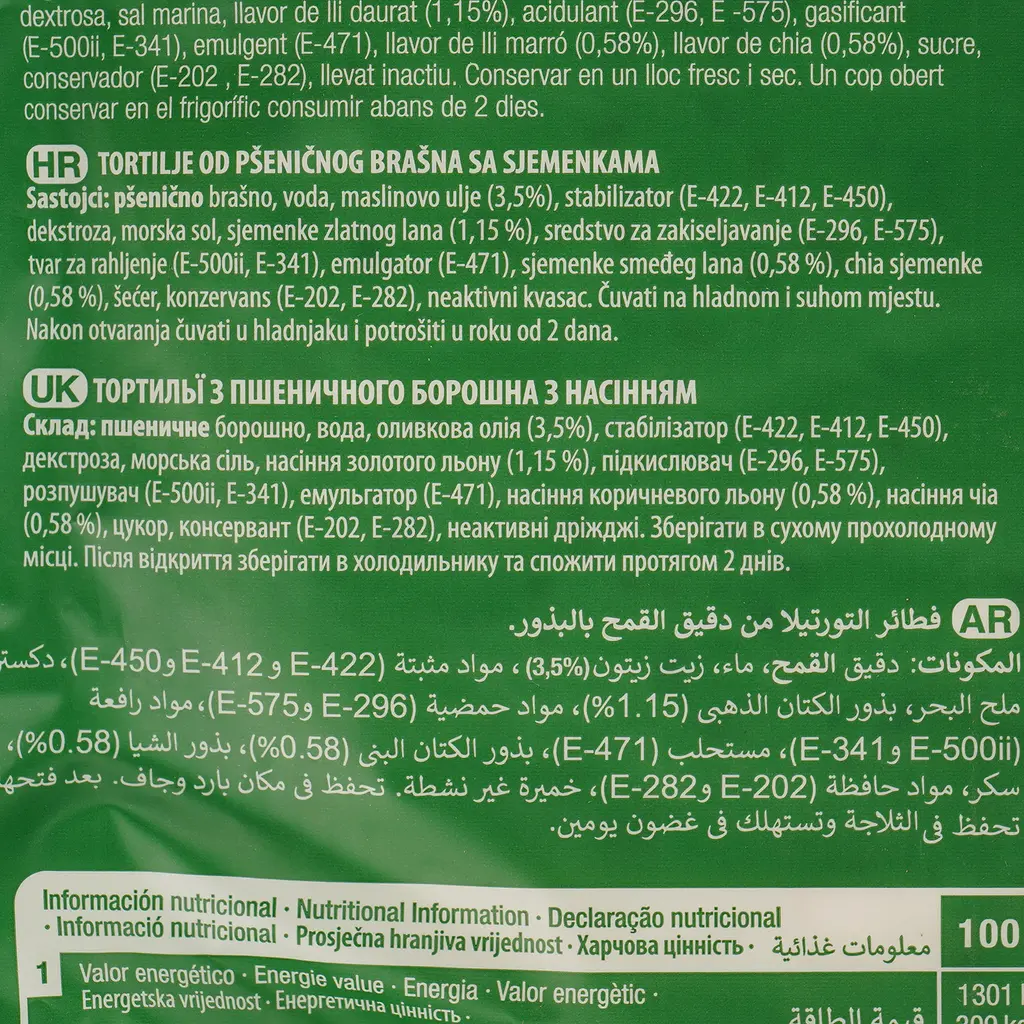 dextrosa, sal marina, llavor de lli daurat (1,15%), acidulant (E-296, E -575), gasificant
(E-500ii, E-341), emulgent (E-471), llavor de lli marró (0,58%), llavor de chia (0,58%), sucre,
conservador (E-202 , E-282), llevat inactiu. Conservar en un lloc fresc i sec. Un cop obert
conservar en el frigorífic consumir abans de 2 dies.
HR TORTILJE OD PŠENIČNOG BRAŠNA SA SJEMENKAMA
Sastojci: pšenično brašno, voda, maslinovo ulje (3,5%), stabilizator (E-422, E-412, E-450),
dekstroza, morska sol, sjemenke zlatnog lana (1,15 %), sredstvo za zakiseljavanje (E-296, E-575),
tvar za rahljenje (E-500ii, E-341), emulgator (E-471), sjemenke smeđeg lana (0,58 %), chia sjemenke
(0,58 %), šećer, konzervans (E-202, E-282), neaktivni kvasac. Čuvati na hladnom i suhom mjestu.
Nakon otvaranja čuvati u hladnjaku i potrošiti u roku od 2 dana.
UK ТОРТИЛЬЇ З ПШЕНИЧНОГО БОРОШНА З НАСІННЯМ
Склад: пшеничне борошно, вода, оливкова олія (3,5%), стабілізатор (Е-422, Е-412, Е-450),
декстроза, морська сіль, насіння золотого льону (1,15 %), підкислювач (Е-296, Е-575),
розпушувач (Е-500ii, Е-341), емульгатор (Е-471), насіння коричневого льону (0,58 %), насіння чіа
(0,58 %), цукор, консервант (Е-202, Е-282), неактивні дріжджі. Зберігати в сухому прохолодному
місці. Після відкриття зберігати в холодильнику та спожити протягом 2 днів.
AR فطائر التورتيلا من دقيق القمح بالبذور.
المكونات: دقيق القمح، ماء، زيت زيتون (3,5%)، مواد مثبتة (E-422 و E-412 و E-450)، دكستر
ملح البحر، بذور الكتان الذهبى (1.15%)، مواد حمضية (E-296 و E-575)، مواد رافعة
(E-500ii و E-341)، مستحلب (E-471)، بذور الكتان البنى (0.58%)، بذور الشيا (0.58%)،
سكر، مواد حافظة (E-202 و E-282)، خميرة غير نشطة. تحفظ فى مكان بارد وجاف. بعد فتحها
تحفظ فى الثلاجة وتستهلك فى غضون يومين.
Información nutricional · Nutritional Information · Declaração nutricional
· Informació nutricional · Prosječna hranjiva vrijednost · Харчова цінність · معلومات غذائية
100
1 Valor energético · Energie value · Energia · Valor energètic ·
Energetska vrijednost · Енергетична цінність · قيمة الطاقة
1301